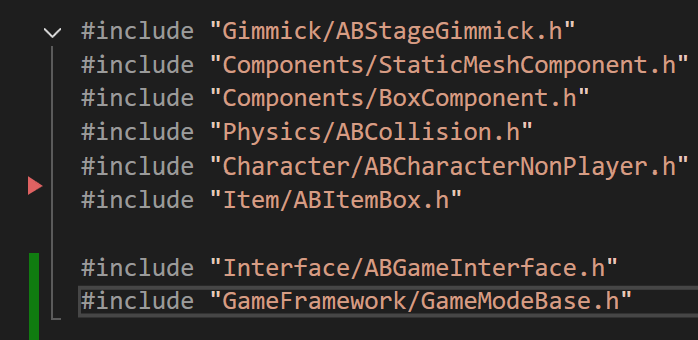 #include "Gimmick/ABStageGimmick.h"
#include "Components/StaticMeshComponent.h"
#include "Components/BoxComponent.h"
#include "Physics/ABCollision.h"
#include "Character/ABCharacterNonPlayer.h"
#include "Item/ABItemBox.h"
#include "Interface/ABGameInterface.h"
#include "GameFramework/GameModeBase.h"